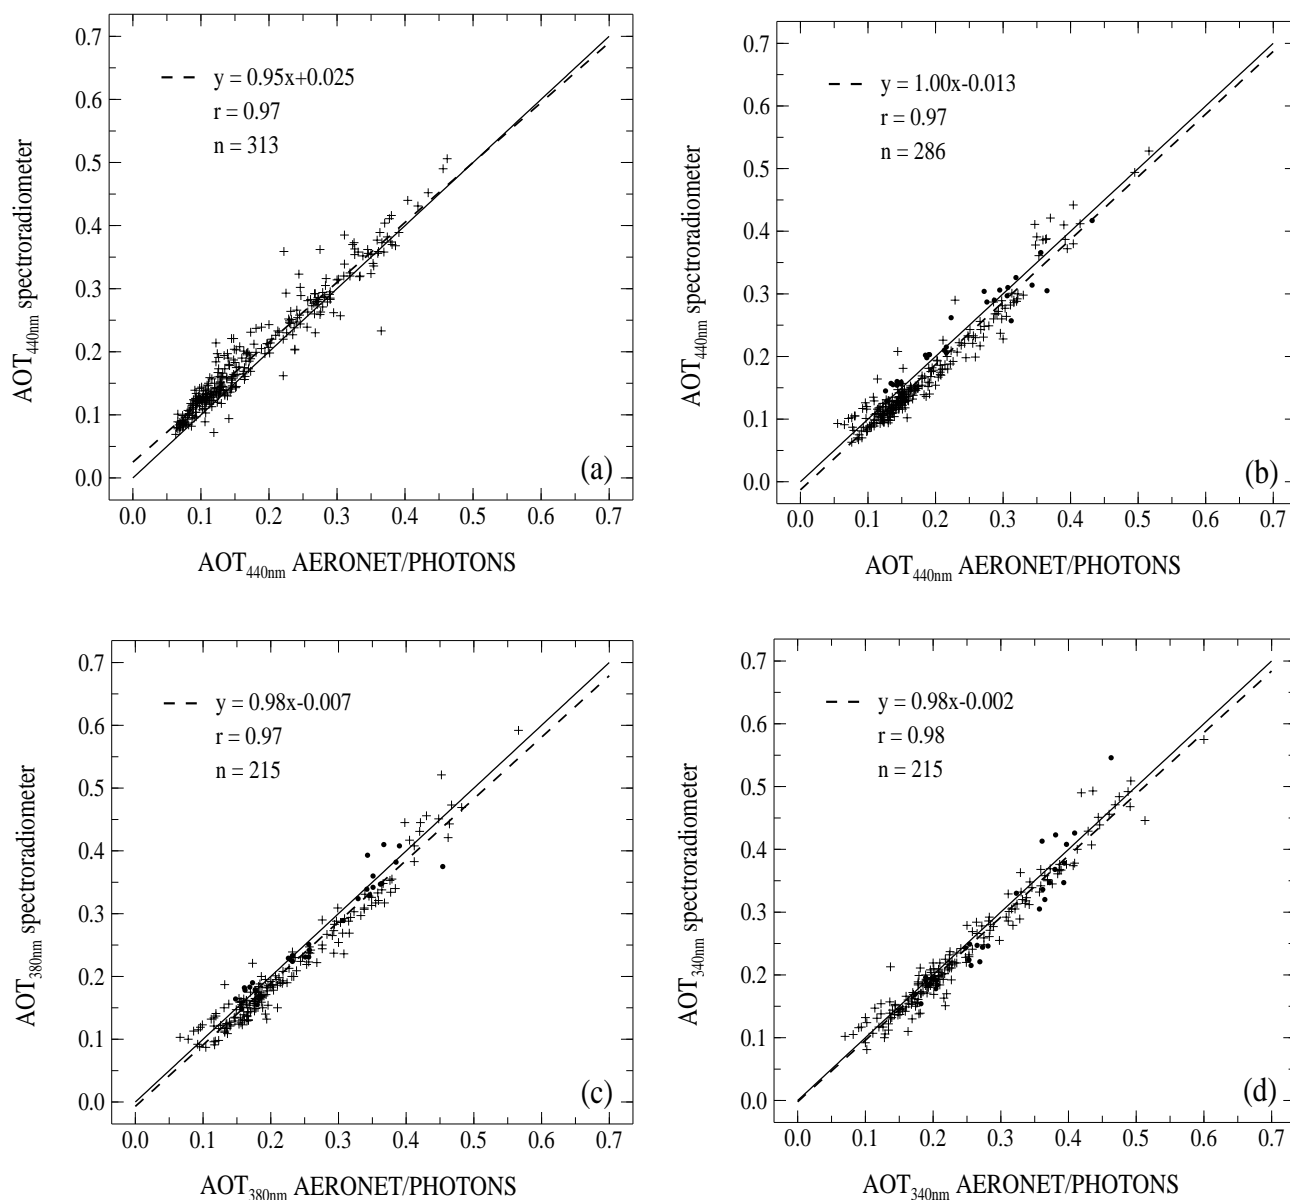 0.7
0.6
0.5
0.4
0.3
0.2
0.1
0.0
AOT440nm spectroradiometer
y = 0.95x+0.025
r = 0.97
n = 313
(a)
0.0 0.1 0.2 0.3 0.4 0.5 0.6 0.7
AOT440nm AERONET/PHOTONS
0.7
0.6
0.5
0.4
0.3
0.2
0.1
0.0
AOT440nm spectroradiometer
y = 1.00x-0.013
r = 0.97
n = 286
(b)
0.0 0.1 0.2 0.3 0.4 0.5 0.6 0.7
AOT440nm AERONET/PHOTONS
0.7
0.6
0.5
0.4
0.3
0.2
0.1
0.0
AOT380nm spectroradiometer
y = 0.98x-0.007
r = 0.97
n = 215
(c)
0.0 0.1 0.2 0.3 0.4 0.5 0.6 0.7
AOT380nm AERONET/PHOTONS
0.7
0.6
0.5
0.4
0.3
0.2
0.1
0.0
AOT340nm spectroradiometer
y = 0.98x-0.002
r = 0.98
n = 215
(d)
0.0 0.1 0.2 0.3 0.4 0.5 0.6 0.7
AOT340nm AERONET/PHOTONS